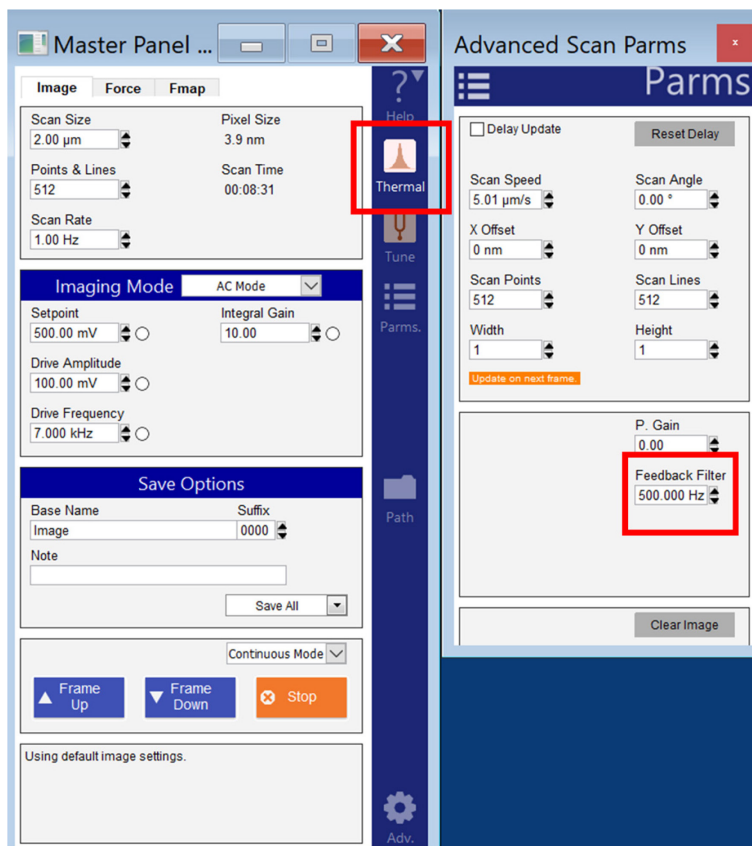 Master Panel ...
Image Force Fmap
Scan Size Pixel Size
2.00 µm 3.9 nm
Points & Lines Scan Time
512 00:08:31
Scan Rate
1.00 Hz
Imaging Mode AC Mode
Setpoint Integral Gain
500.00 mV 10.00
Drive Amplitude
100.00 mV
Drive Frequency
7.000 kHz
Save Options
Base Name Suffix
Image 0000
Note
Save All
Continuous Mode
Frame Up
Frame Down
Stop
Using default image settings.
?
Help
Thermal
Tune
Parms.
Path
Adv.
Advanced Scan Parms x
Parms
Delay Update Reset Delay
Scan Speed Scan Angle
5.01 µm/s 0.00 °
X Offset Y Offset
0 nm 0 nm
Scan Points Scan Lines
512 512
Width Height
1 1
Update on next frame.
P. Gain
0.00
Feedback Filter
500.000 Hz
Clear Image